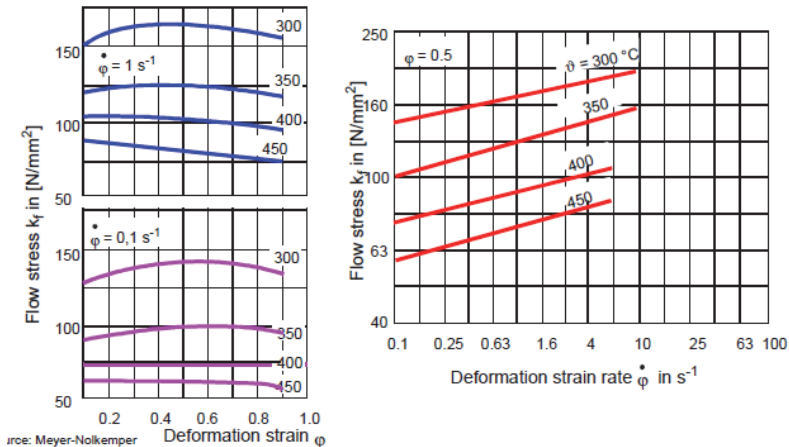 Flow stress kf in [N/mm²]
150
100
50
φ̇ = 1 s⁻¹
300
350
400
450
150
100
50
φ̇ = 0,1 s⁻¹
300
350
400
450
0.2 0.4 0.6 0.8 1.0
Deformation strain φ
urce: Meyer-Nolkemper
Flow stress kf in [N/mm²]
250
160
100
63
40
φ = 0.5
ϑ = 300 °C
350
400
450
0.1 0.25 0.63 1.6 4 10 25 63 100
Deformation strain rate φ̇ in s⁻¹